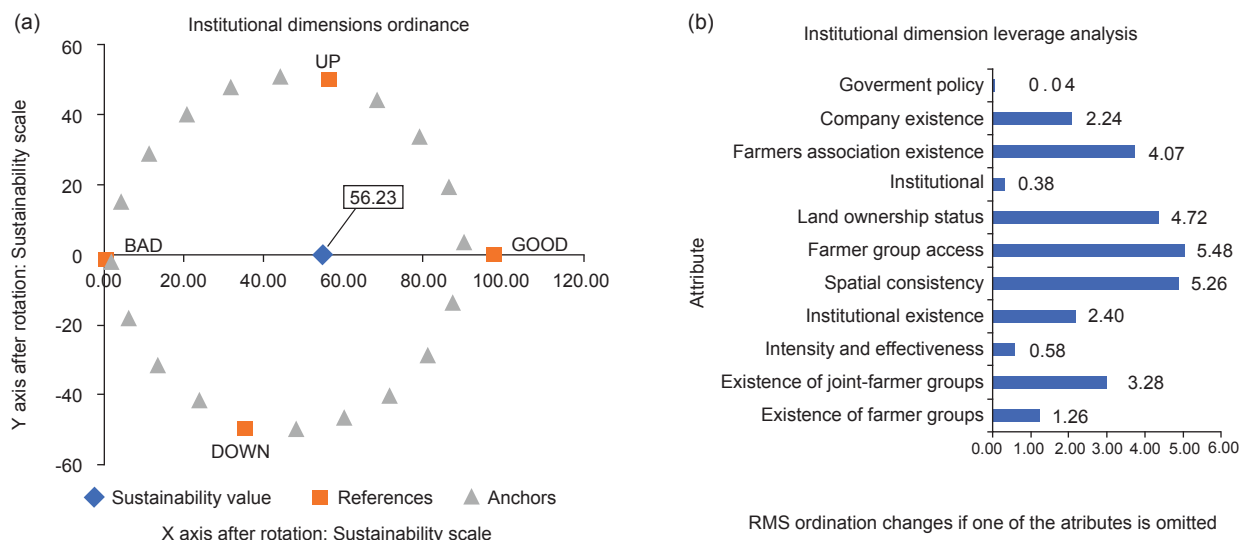 (a)
Institutional dimensions ordinance
Y axis after rotation: Sustainability scale
60
40
20
0
-20
-40
-60
UP
56.23
BAD
GOOD
0.00 20.00 40.00 60.00 80.00 100.00 120.00
DOWN
Sustainability value References Anchors
X axis after rotation: Sustainability scale
(b)
Institutional dimension leverage analysis
Attribute
Goverment policy 0.04
Company existence 2.24
Farmers association existence 4.07
Institutional 0.38
Land ownership status 4.72
Farmer group access 5.48
Spatial consistency 5.26
Institutional existence 2.40
Intensity and effectiveness 0.58
Existence of joint-farmer groups 3.28
Existence of farmer groups 1.26
0.00 1.00 2.00 3.00 4.00 5.00 6.00
RMS ordination changes if one of the atributes is omitted